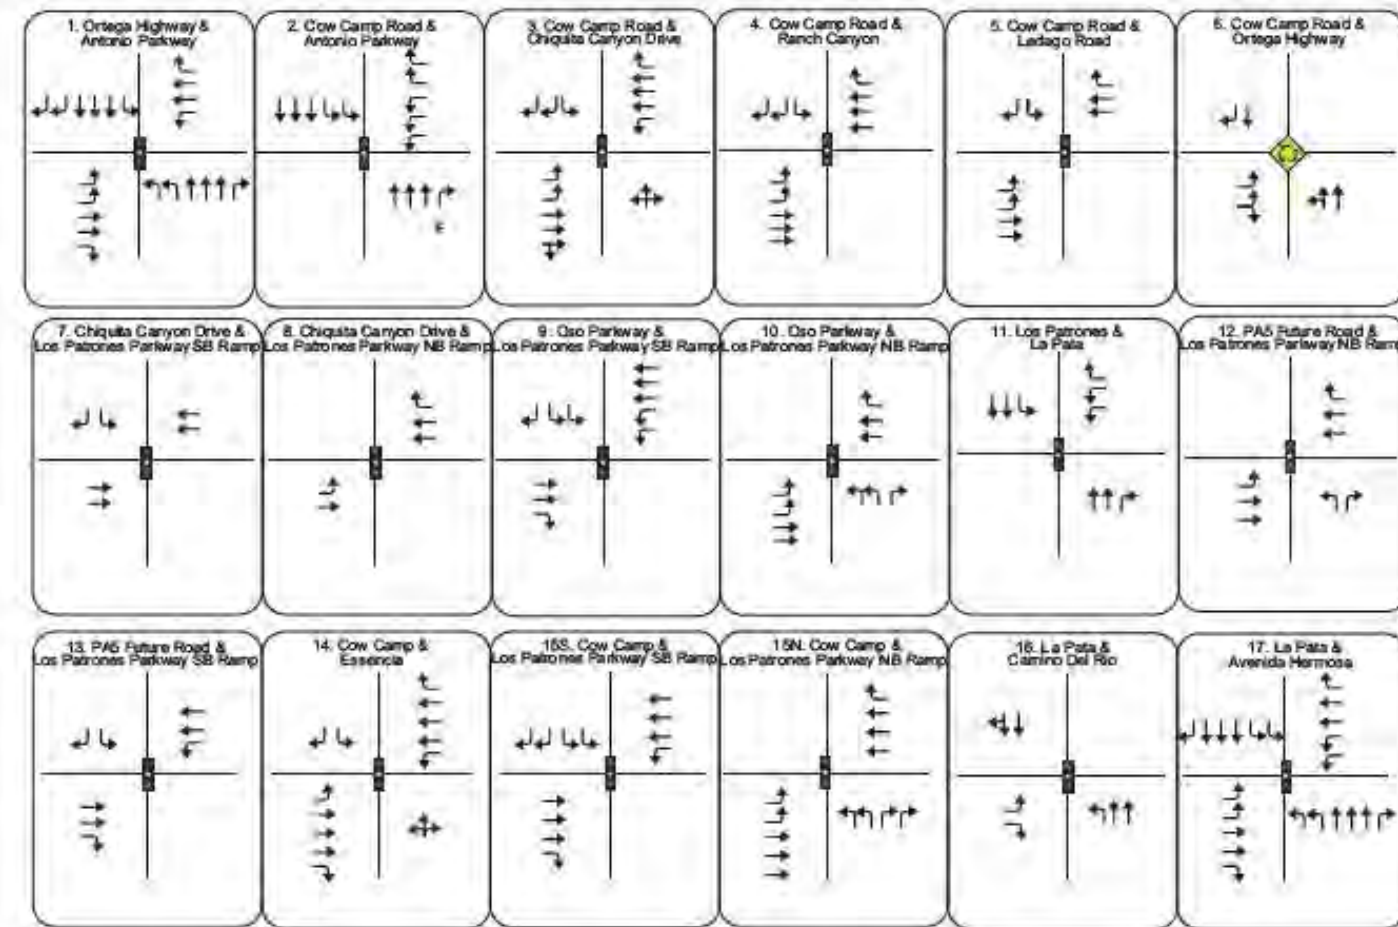 1. Ortega Highway &
Antonio Parkway
2. Cow Camp Road &
Antonio Parkway
3. Cow Camp Road &
Chiquita Canyon Drive
4. Cow Camp Road &
Ranch Canyon
5. Cow Camp Road &
Ledago Road
6. Cow Camp Road &
Ortega Highway
7. Chiquita Canyon Drive &
Los Patrones Parkway SB Ramp
8. Chiquita Canyon Drive &
Los Patrones Parkway NB Ramp
9. Oso Parkway &
Los Patrones Parkway SB Ramp
10. Oso Parkway &
Los Patrones Parkway NB Ramp
11. Los Patrones &
La Pata
12. PA5 Future Road &
Los Patrones Parkway NB Ramp
13. PA5 Future Road &
Los Patrones Parkway SB Ramp
14. Cow Camp &
Essencia
15S. Cow Camp &
Los Patrones Parkway SB Ramp
15N. Cow Camp &
Los Patrones Parkway NB Ramp
16. La Pata &
Camino Del Rio
17. La Pata &
Avenida Hermosa